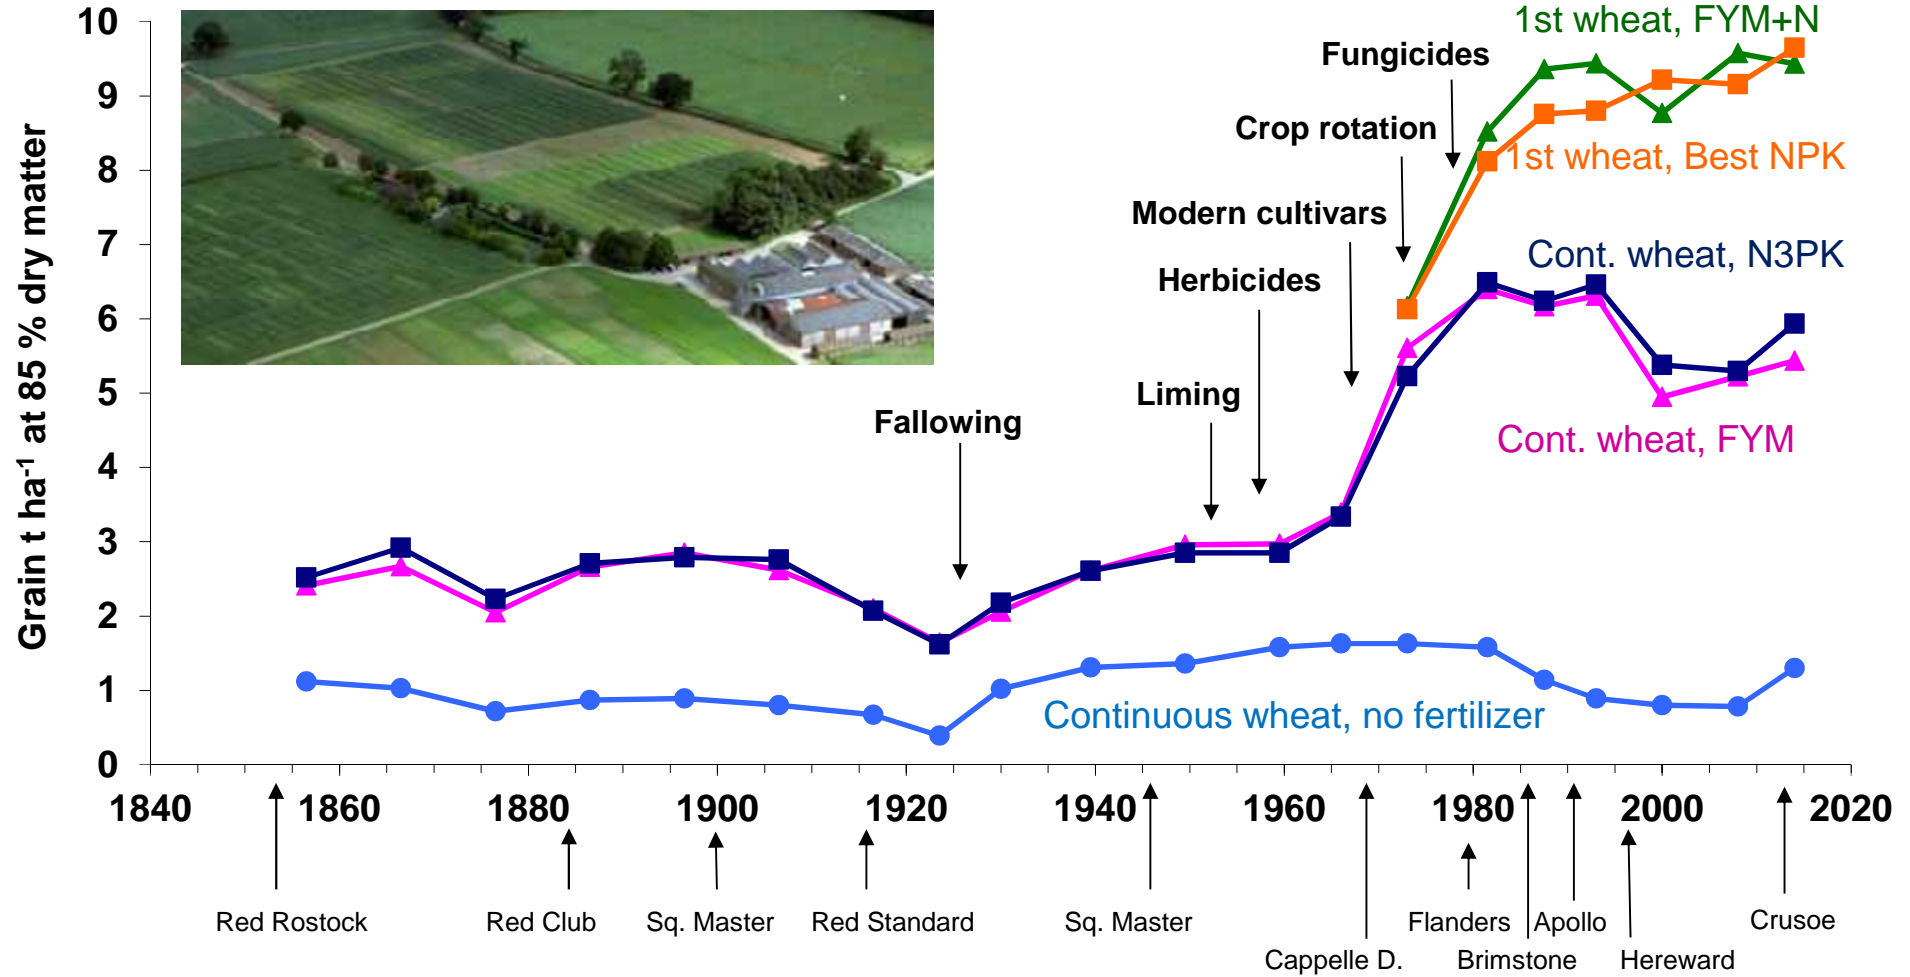 Grain t ha-1 at 85 % dry matter
10
9
8
7
6
5
4
3
2
1
0
1840
1860
1880
1900
1920
1940
1960
1980
2000
2020
1st wheat, FYM+N
Fungicides
Crop rotation
1st wheat, Best NPK
Modern cultivars
Cont. wheat, N3PK
Herbicides
Liming
Fallowing
Cont. wheat, FYM
Continuous wheat, no fertilizer
Red Rostock
Red Club
Sq. Master
Red Standard
Sq. Master
Flanders
Apollo
Crusoe
Cappelle D.
Brimstone
Hereward